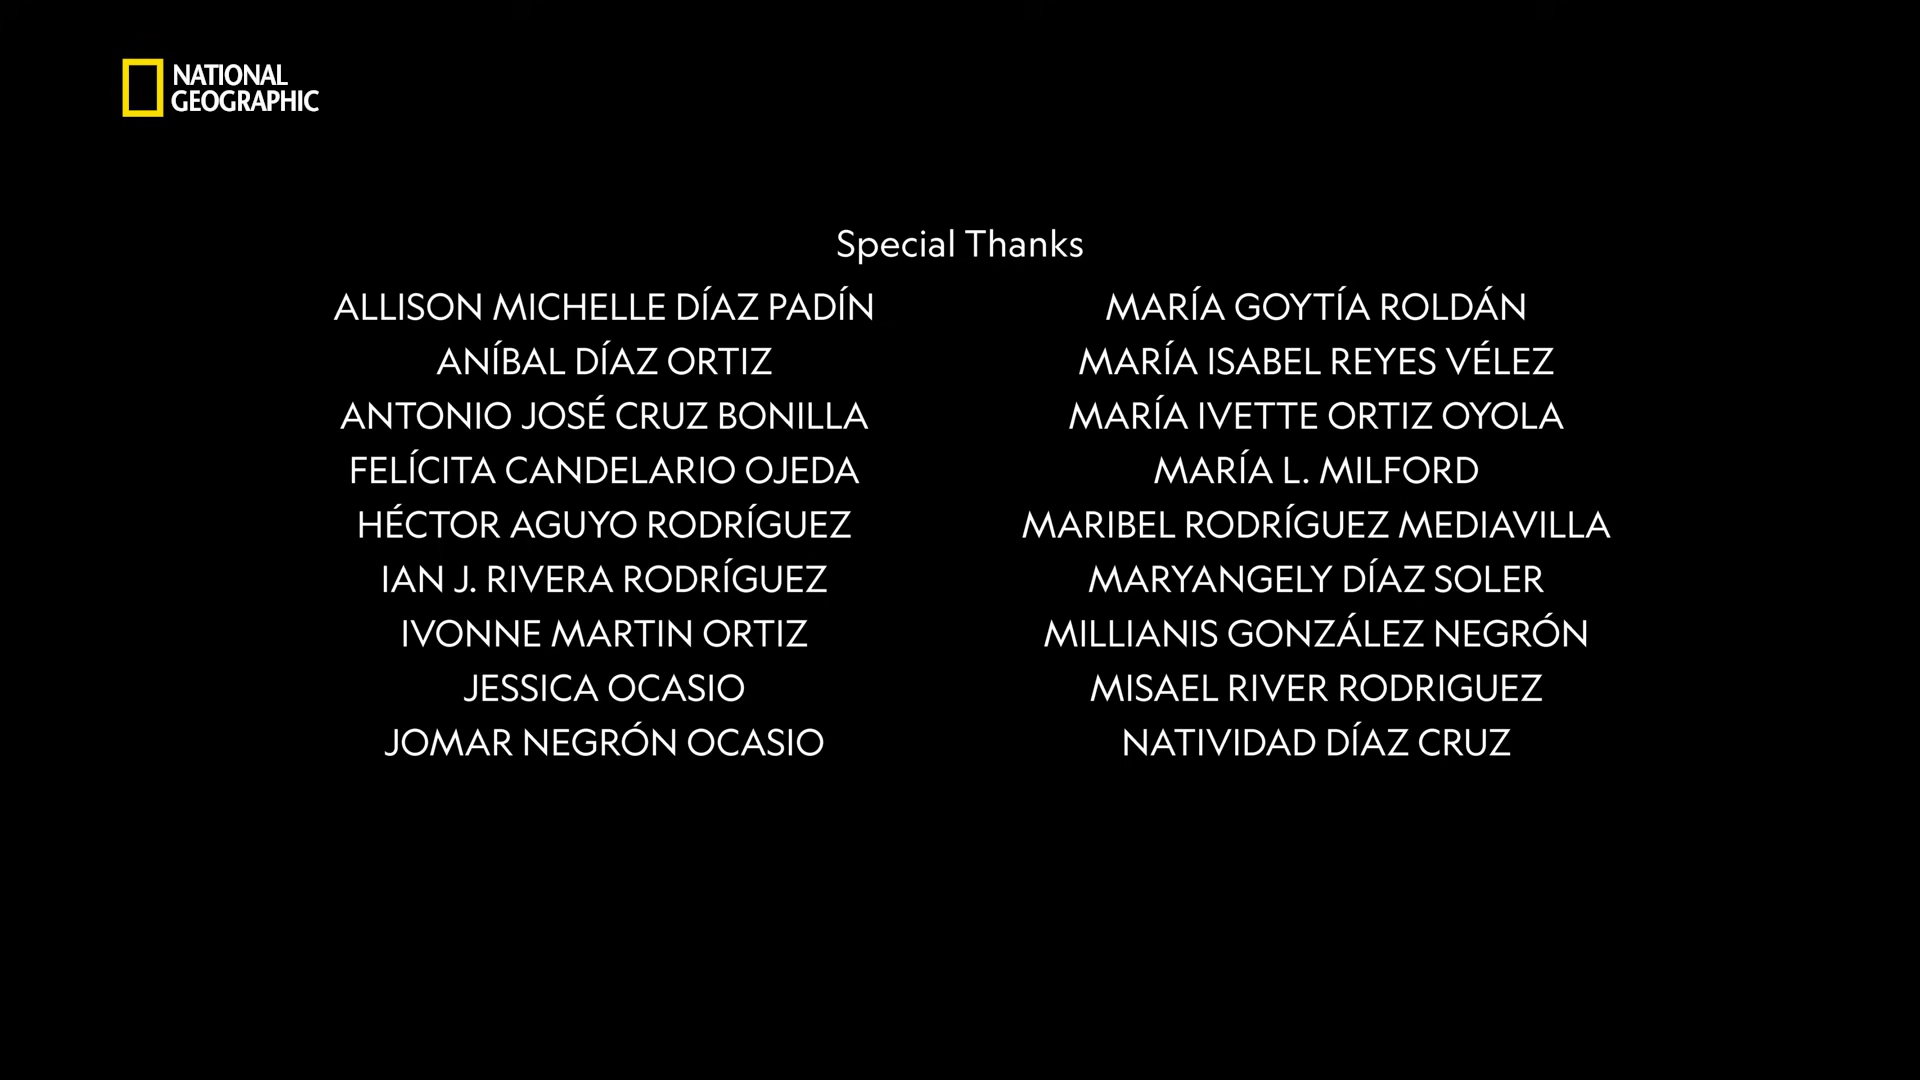 NATIONAL
GEOGRAPHIC
Special Thanks
ALLISON MICHELLE DÍAZ PADÍN
ANÍBAL DÍAZ ORTIZ
ANTONIO JOSÉ CRUZ BONILLA
FELÍCITA CANDELARIO OJEDA
HÉCTOR AGUYO RODRÍGUEZ
IAN J. RIVERA RODRÍGUEZ
IVONNE MARTIN ORTIZ
JESSICA OCASIO
JOMAR NEGRÓN OCASIO
MARÍA GOYTÍA ROLDÁN
MARÍA ISABEL REYES VÉLEZ
MARÍA IVETTE ORTIZ OYOLA
MARÍA L. MILFORD
MARIBEL RODRÍGUEZ MEDIAVILLA
MARYANGELY DÍAZ SOLER
MILLIANIS GONZÁLEZ NEGRÓN
MISAEL RIVER RODRIGUEZ
NATIVIDAD DÍAZ CRUZ